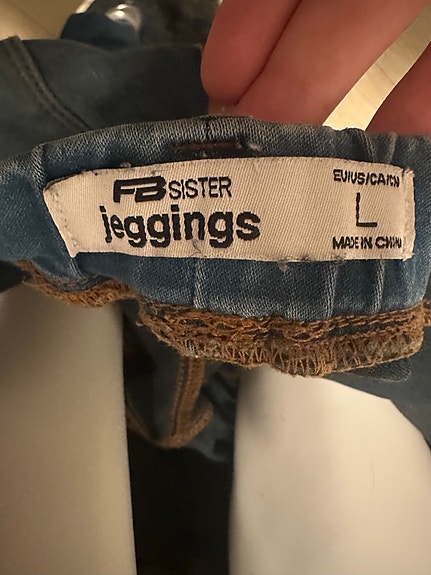 FB SISTER
jeggings
EU/US/CA/CN
L
MADE IN CHINA